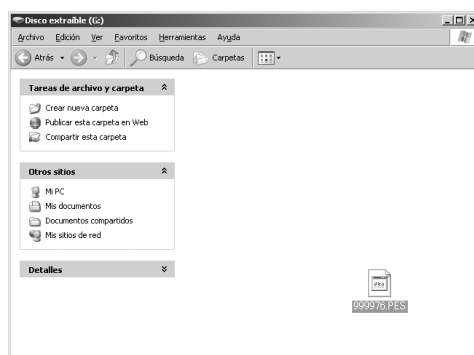 Disco extraíble (G:)
Archivo Edición Ver Favoritos Herramientas Ayuda
Atrás Búsqueda Carpetas
Tareas de archivo y carpeta
Crear nueva carpeta
Publicar esta carpeta en Web
Compartir esta carpeta
Otros sitios
Mi PC
Mis documentos
Documentos compartidos
Mis sitios de red
Detalles
999976.PES